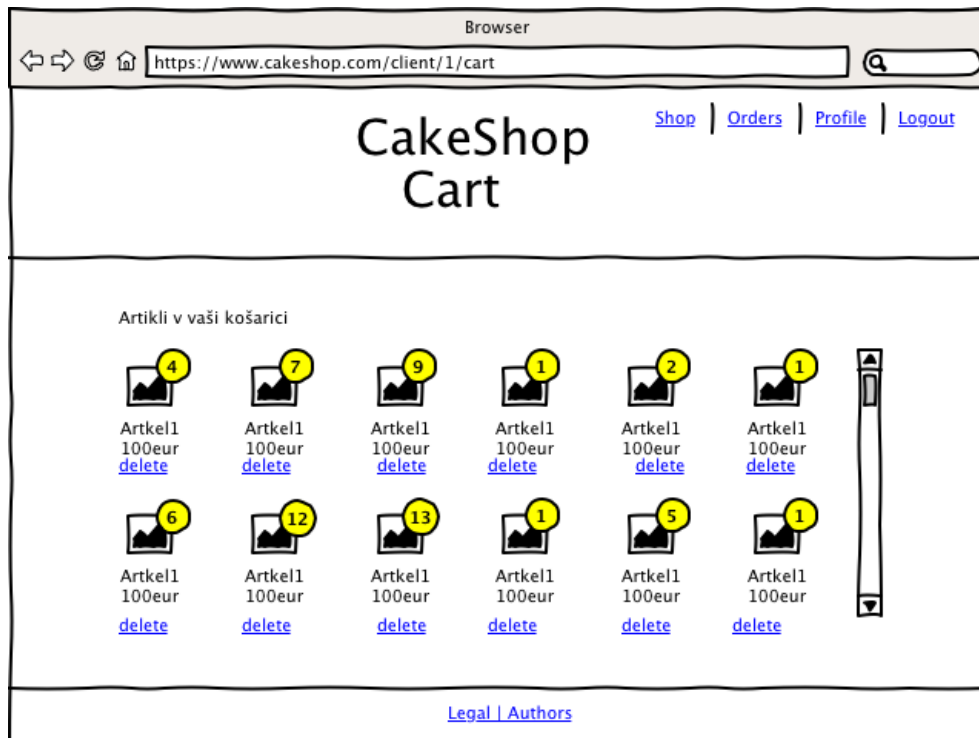 Browser
https://www.cakeshop.com/client/1/cart
Shop Orders Profile Logout
CakeShop
Cart
Artikli v vaši košarici
4 7 9 1 2 1
Artkel1 Artkel1 Artkel1 Artkel1 Artkel1 Artkel1
100eur 100eur 100eur 100eur 100eur 100eur
delete delete delete delete delete delete
6 12 13 1 5 1
Artkel1 Artkel1 Artkel1 Artkel1 Artkel1 Artkel1
100eur 100eur 100eur 100eur 100eur 100eur
delete delete delete delete delete delete
Legal | Authors